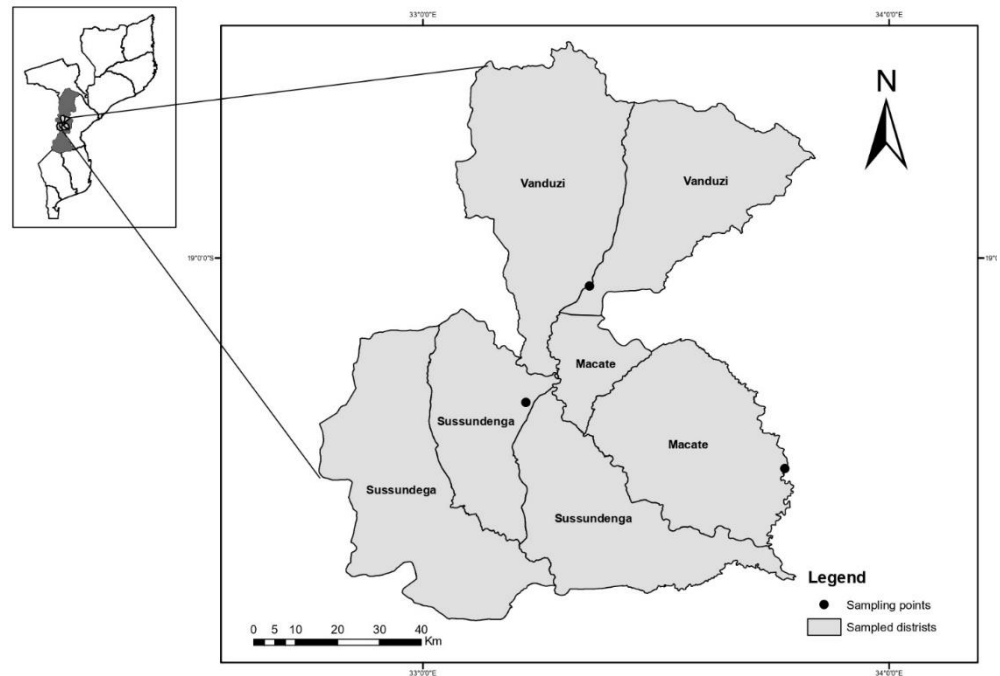 33°0'0"E
34°0'0"E
N
Vanduzi
Vanduzi
19°0'0"S
19°0'0"S
Macate
Sussundenga
Macate
Sussundega
Sussundenga
Legend
Sampling points
Sampled distrists
0 5 10 20 30 40
Km
33°0'0"E
34°0'0"E